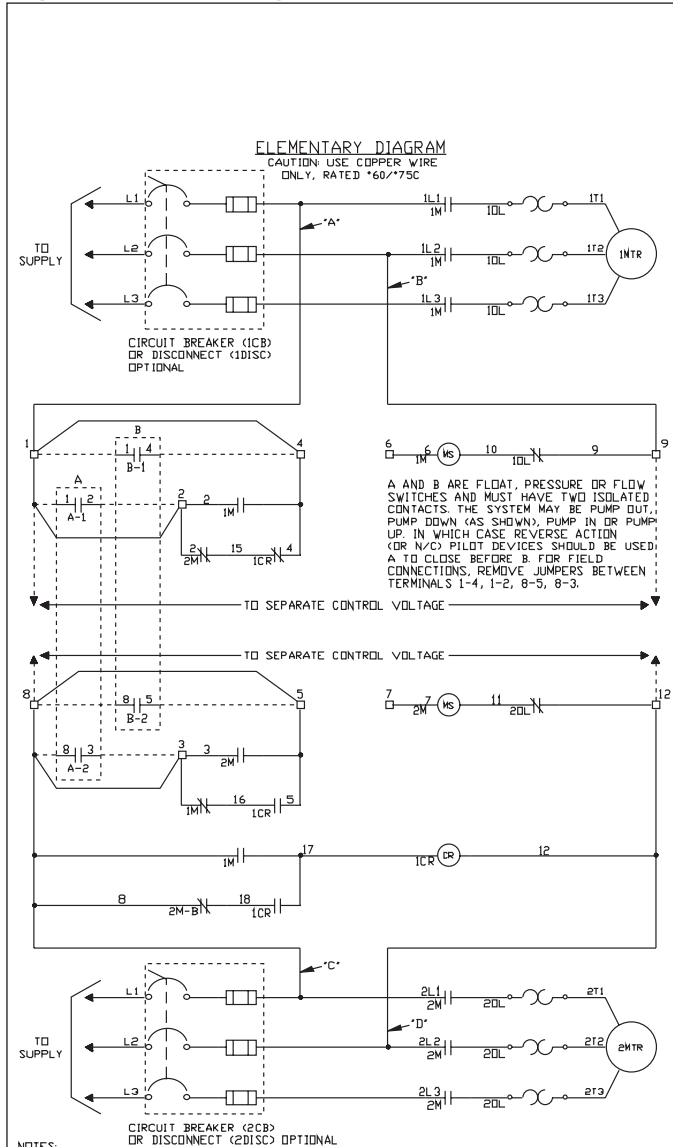 ELEMENTARY DIAGRAM
CAUTION: USE COPPER WIRE
ONLY, RATED *60/*75C
L1 1L1 1M 1OL 1T1
"A"
TO
SUPPLY
L2 1L2 1M 1OL 1T2 1MTR
"B"
L3 1L3 1M 1OL 1T3
CIRCUIT BREAKER (1CB)
OR DISCONNECT (1DISC)
OPTIONAL
B
1 1 4 4 6 6 10 9 9
B-1 1M MS 1OL
A
1 2 2 2
A-1 1M
2 15 4
2M 1CR
A AND B ARE FLOAT, PRESSURE OR FLOW
SWITCHES AND MUST HAVE TWO ISOLATED
CONTACTS. THE SYSTEM MAY BE PUMP OUT,
PUMP DOWN (AS SHOWN), PUMP IN OR PUMP
UP. IN WHICH CASE REVERSE ACTION
(OR N/C) PILOT DEVICES SHOULD BE USED
A TO CLOSE BEFORE B. FOR FIELD
CONNECTIONS, REMOVE JUMPERS BETWEEN
TERMINALS 1-4, 1-2, 8-5, 8-3.
TO SEPARATE CONTROL VOLTAGE
TO SEPARATE CONTROL VOLTAGE
8 8 5 5 7 7 11 12
B-2 2M MS 2OL
8 3 3 3
A-2 2M
16 5
1M 1CR
17 12
1M 1CR CR
8 18
2M-B 1CR
"C"
L1 2L1 2M 2OL 2T1
"D"
TO
SUPPLY
L2 2L2 2M 2OL 2T2 2MTR
L3 2L3 2M 2OL 2T3
CIRCUIT BREAKER (2CB)
OR DISCONNECT (2DISC) OPTIONAL
NOTES: